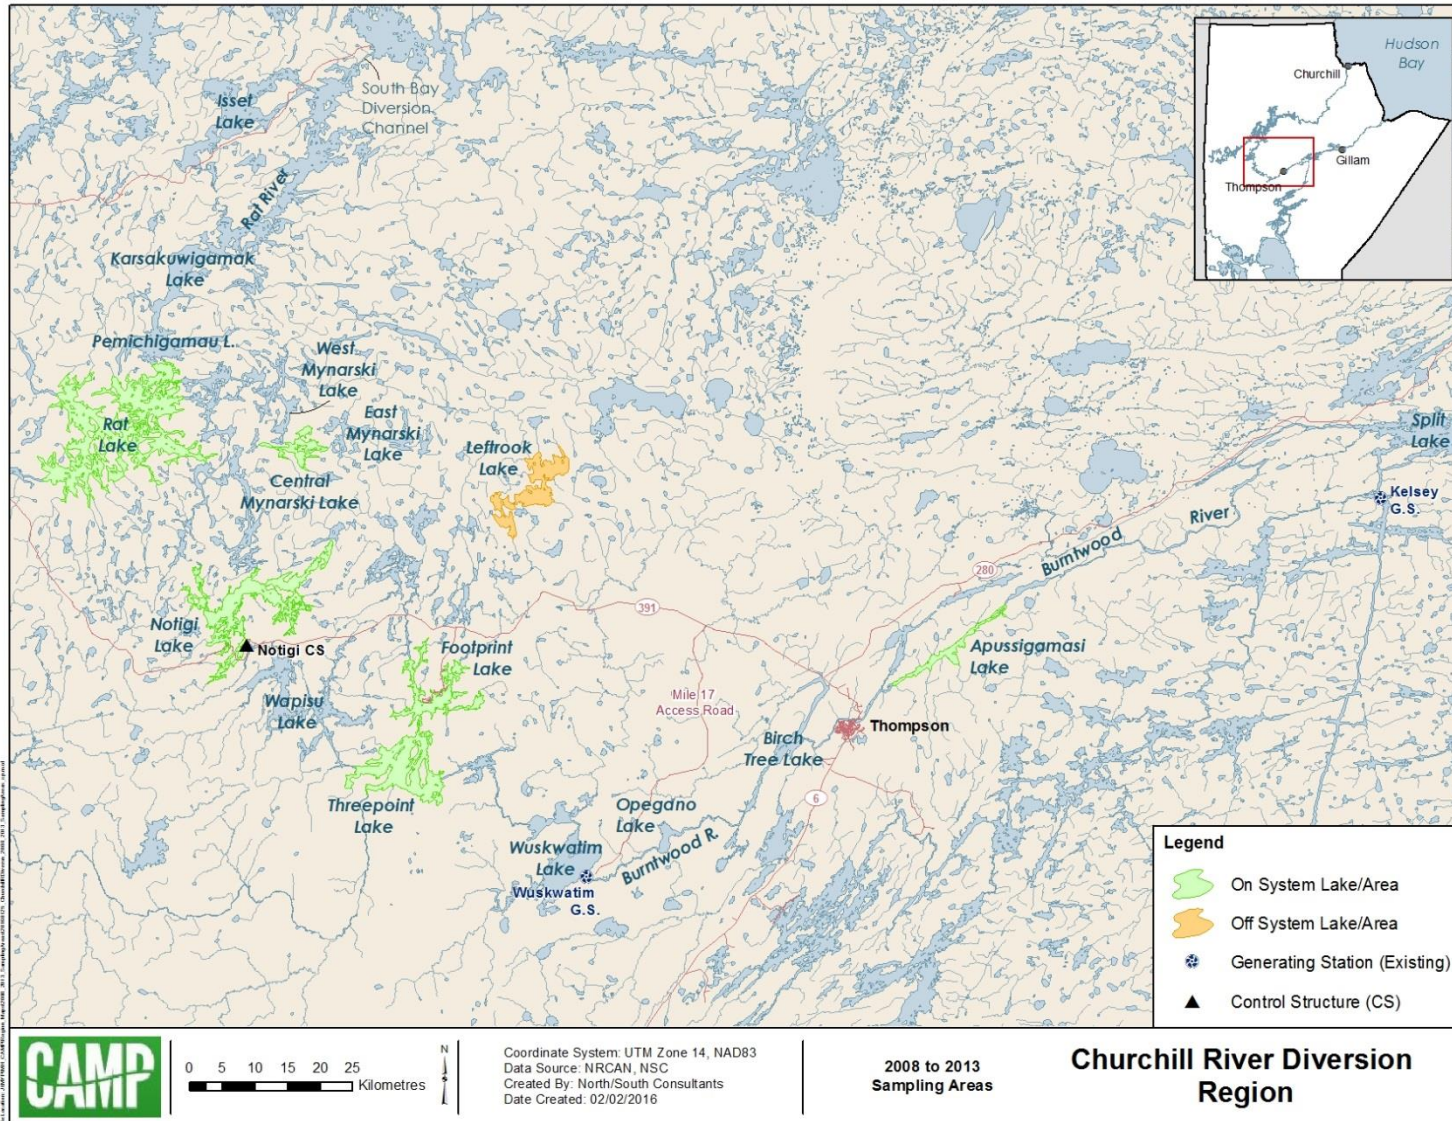 Hudson
Bay
Churchill
Gillam
Thompson
South Bay
Diversion
Channel
Isset
Lake
Rat River
Karsakuwigamak
Lake
Pemichigamau L.
West
Mynarski
Lake
East
Mynarski
Lake
Rat
Lake
Leftrook
Lake
Central
Mynarski Lake
Split
Lake
Kelsey
G.S.
River
Burntwood
280
391
Notigi
Lake
Notigi CS
Footprint
Lake
Apussigamasi
Lake
Wapisu
Lake
Mile 17
Access Road
Thompson
Birch
Tree Lake
6
Threepoint
Lake
Opegano
Lake
Wuskwatim
Lake
Burntwood R.
Wuskwatim
G.S.
Legend
On System Lake/Area
Off System Lake/Area
Generating Station (Existing)
Control Structure (CS)
CAMP
0 5 10 15 20 25
Kilometres
N
Coordinate System: UTM Zone 14, NAD83
Data Source: NRCAN, NSC
Created By: North/South Consultants
Date Created: 02/02/2016
2008 to 2013
Sampling Areas
Churchill River Diversion
Region